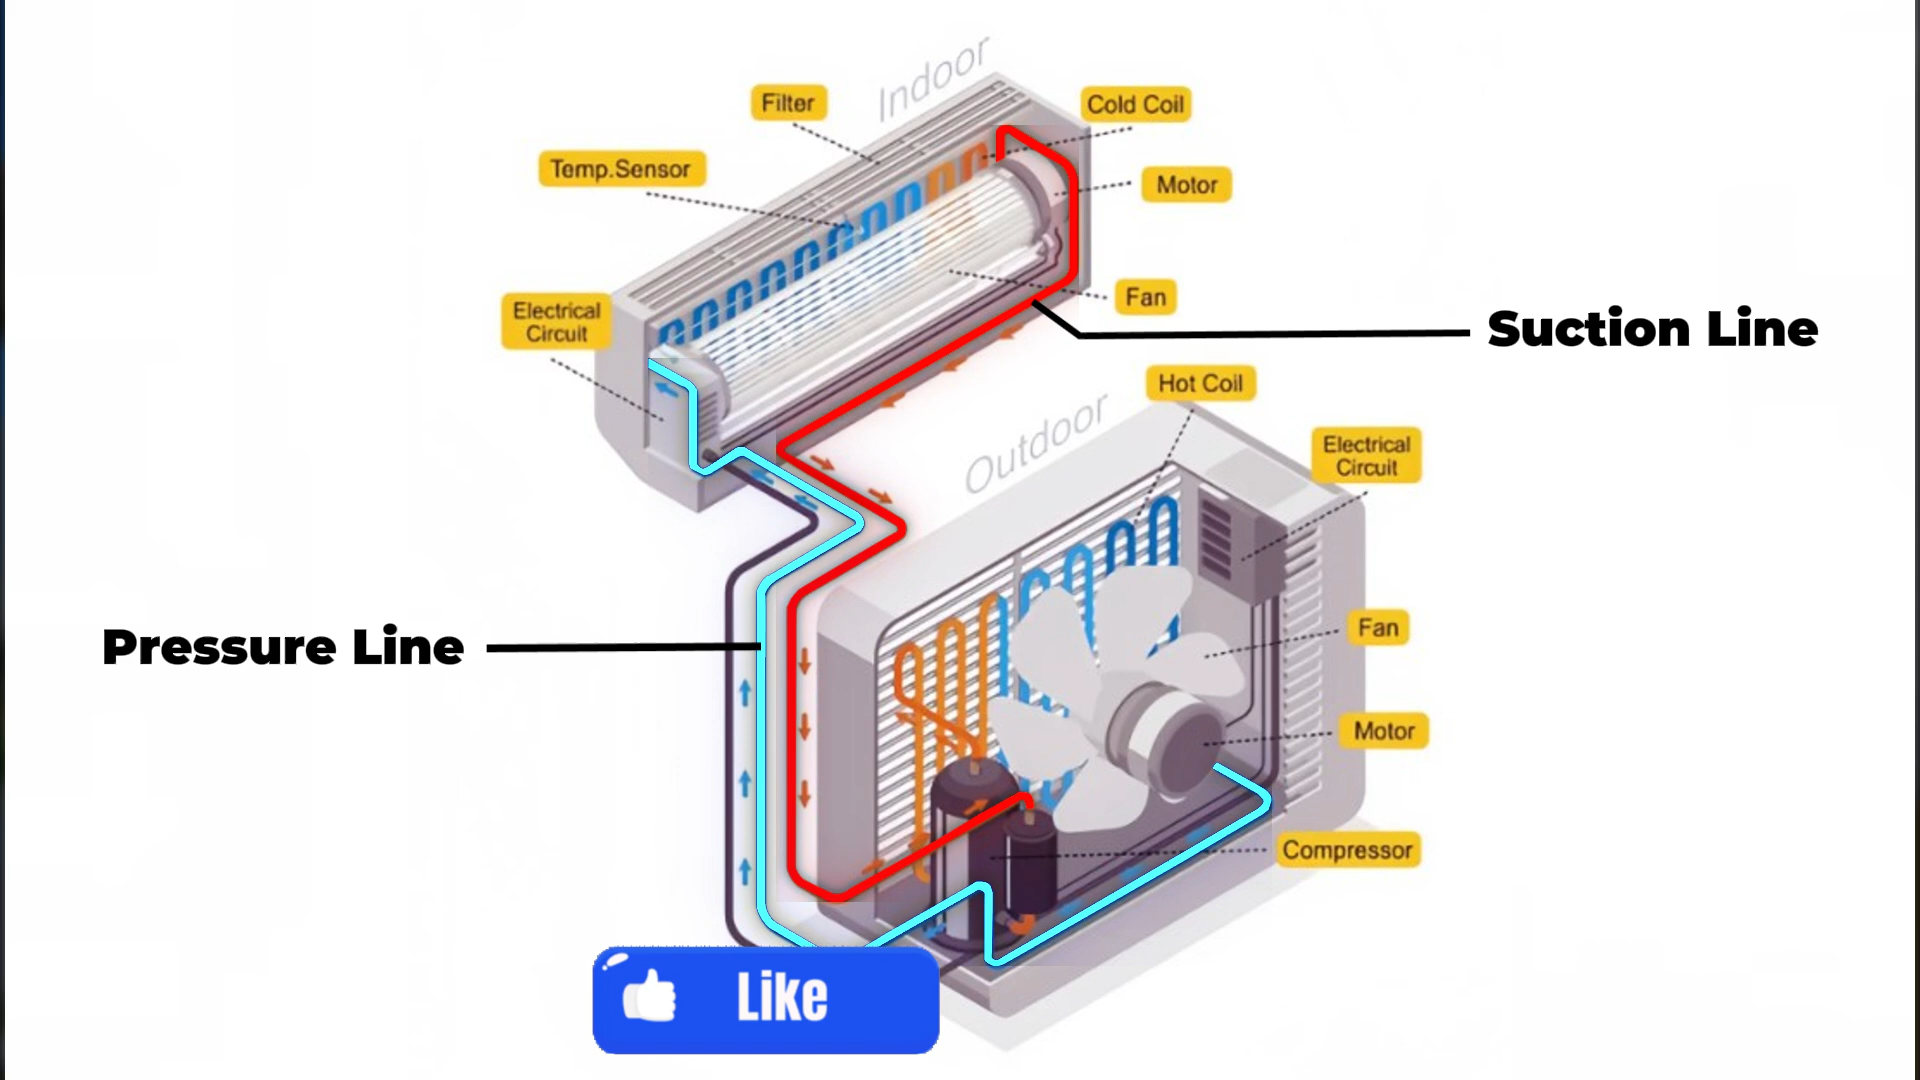 Indoor
Filter
Cold Coil
Temp.Sensor
Motor
Electrical
Circuit
Fan
Suction Line
Hot Coil
Outdoor
Electrical
Circuit
Fan
Pressure Line
Motor
Compressor
Like